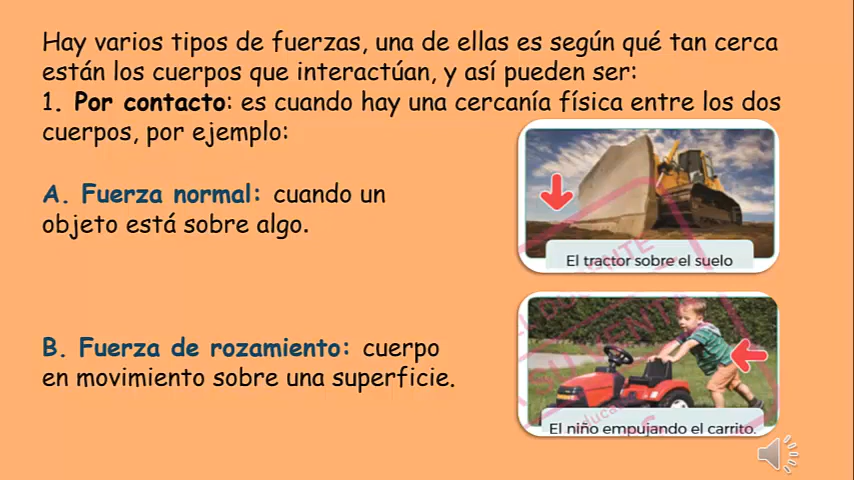 Hay varios tipos de fuerzas, una de ellas es según qué tan cerca
están los cuerpos que interactúan, y así pueden ser:
1. Por contacto: es cuando hay una cercanía física entre los dos
cuerpos, por ejemplo:
A. Fuerza normal: cuando un
objeto está sobre algo.
El tractor sobre el suelo
B. Fuerza de rozamiento: cuerpo
en movimiento sobre una superficie.
El niño empujando el carrito.